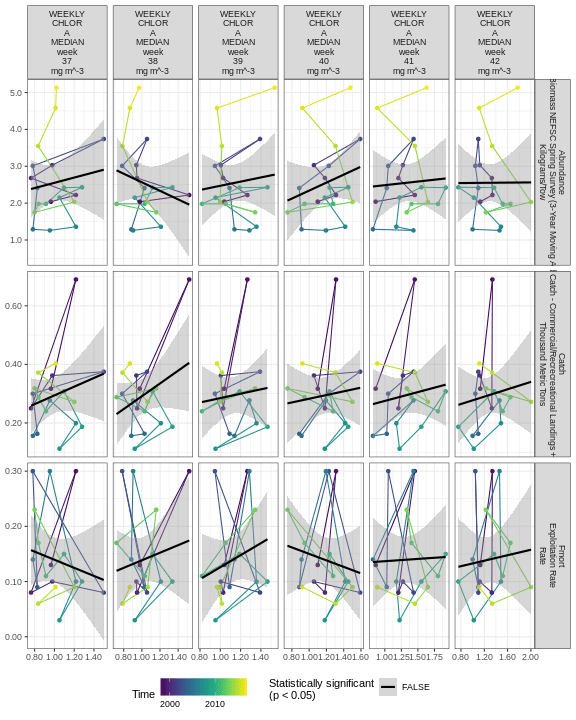 WEEKLY WEEKLY WEEKLY WEEKLY WEEKLY WEEKLY
CHLOR CHLOR CHLOR CHLOR CHLOR CHLOR
A A A A A A
MEDIAN MEDIAN MEDIAN MEDIAN MEDIAN MEDIAN
week week week week week week
37 38 39 40 41 42
mg m^-3 mg m^-3 mg m^-3 mg m^-3 mg m^-3 mg m^-3
5.0
4.0
3.0
2.0
1.0
Abundance
Biomass NEFSC Spring Survey (3-Year Moving A
Kilograms/Tow
0.60
0.40
0.20
Catch
Catch - Commercial/Recreational Landings +
Thousand Metric Tons
0.30
0.20
0.10
0.00
Fmort
Exploitation Rate
Rate
0.80 1.00 1.20 1.40 0.80 1.00 1.20 1.40 0.80 1.00 1.20 1.40 0.80 1.00 1.20 1.40 1.60 1.00 1.25 1.50 1.75 0.80 1.20 1.60 2.00
Time
2000 2010
Statistically significant
(p < 0.05)
FALSE